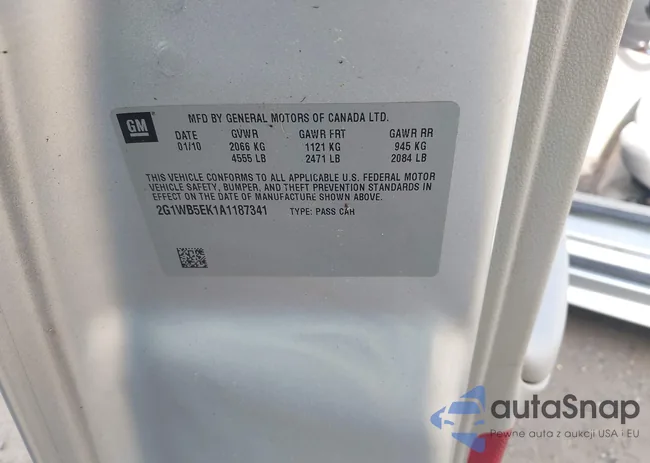 GM
MFD BY GENERAL MOTORS OF CANADA LTD.
DATE GVWR GAWR FRT GAWR RR
01/10 2066 KG 1121 KG 945 KG
4555 LB 2471 LB 2084 LB
THIS VEHICLE CONFORMS TO ALL APPLICABLE U.S. FEDERAL MOTOR
VEHICLE SAFETY, BUMPER, AND THEFT PREVENTION STANDARDS IN
EFFECT ON THE DATE OF MANUFACTURE SHOWN ABOVE.
2G1WB5EK1A1187341 TYPE: PASS CAR
autaSnap
Pewne auta z aukcji USA i EU